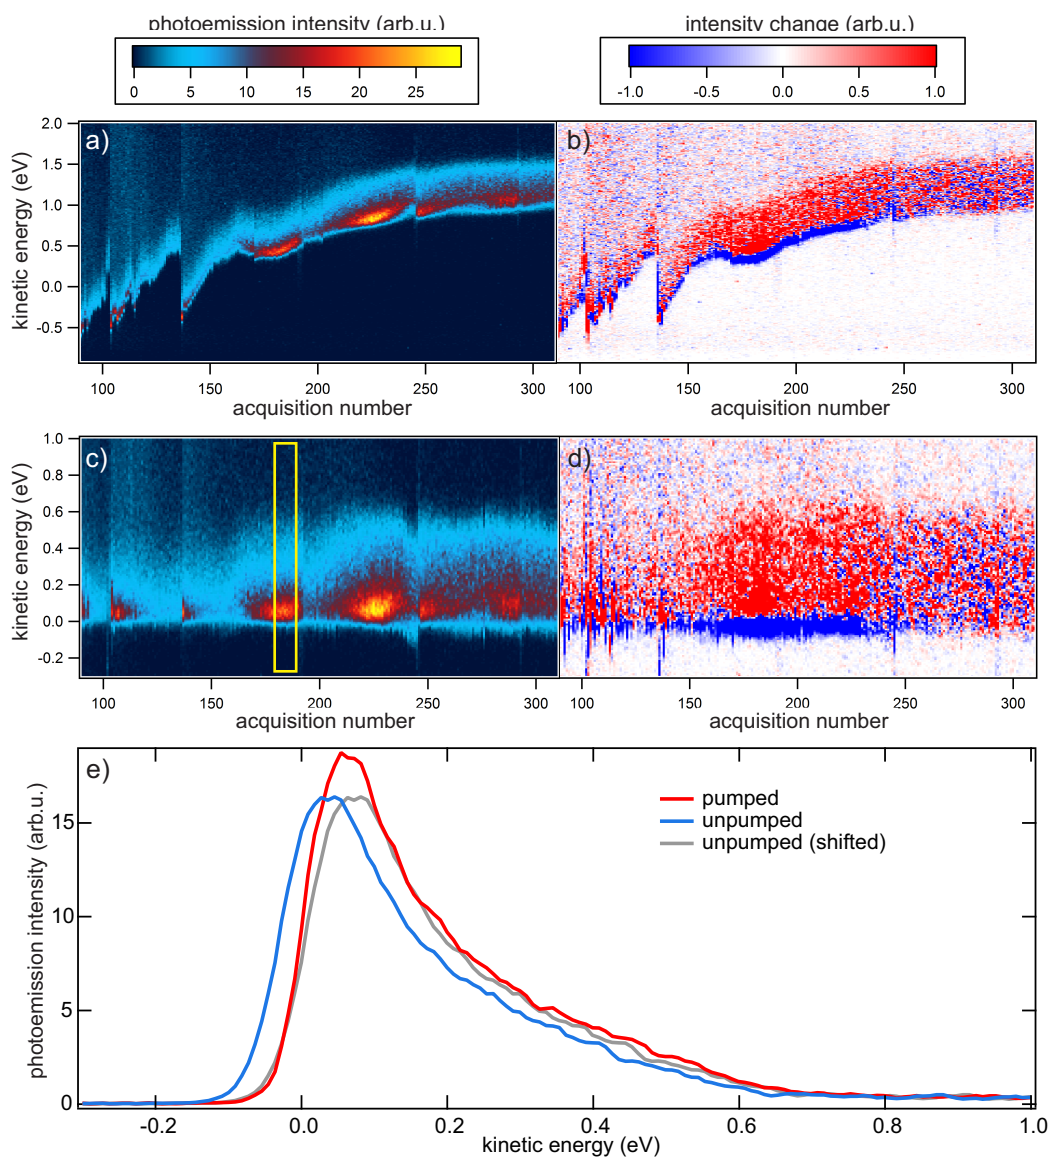 photoemission intensity (arb.u.)
intensity change (arb.u.)
0 5 10 15 20 25
-1.0 -0.5 0.0 0.5 1.0
a)
b)
kinetic energy (eV)
2.0
1.5
1.0
0.5
0.0
-0.5
100 150 200 250 300
100 150 200 250 300
acquisition number
acquisition number
c)
d)
kinetic energy (eV)
1.0
0.8
0.6
0.4
0.2
0.0
-0.2
100 150 200 250 300
100 150 200 250 300
acquisition number
acquisition number
e)
photoemission intensity (arb.u.)
15
10
5
0
pumped
unpumped
unpumped (shifted)
-0.2 0.0 0.2 0.4 0.6 0.8 1.0
kinetic energy (eV)